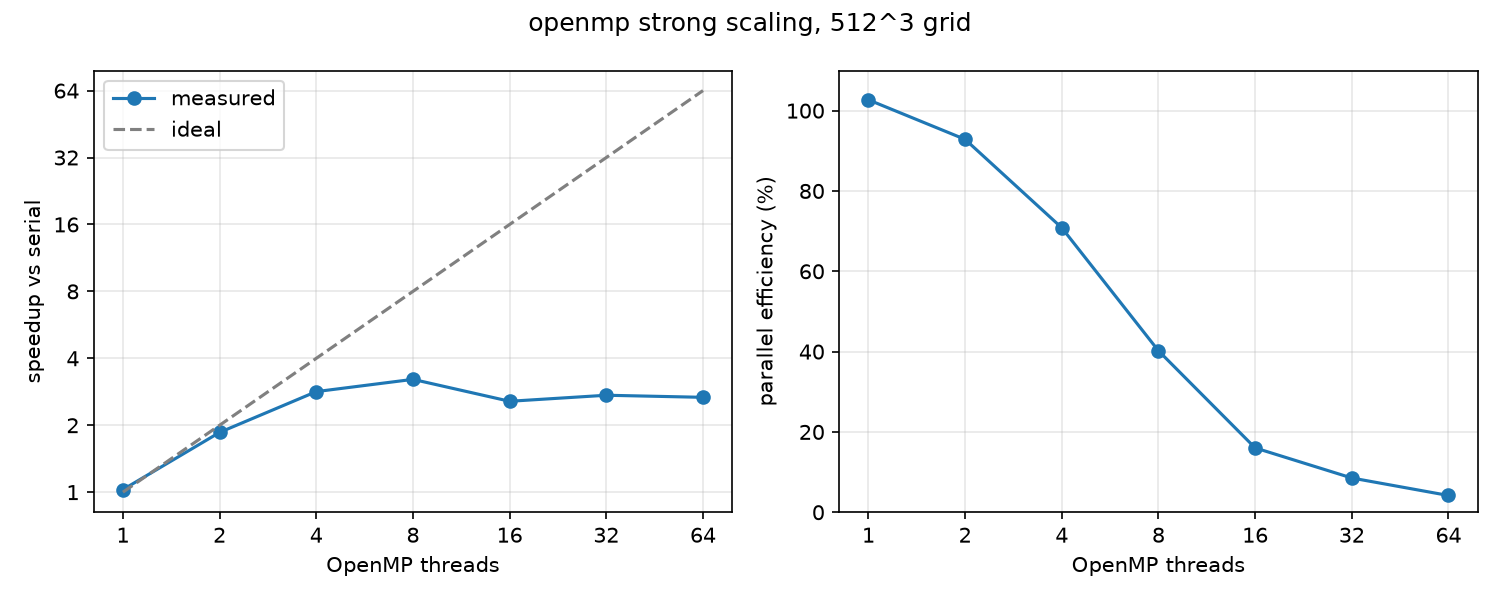 openmp strong scaling, 512^3 grid
speedup vs serial
64
32
16
8
4
2
1
measured
ideal
1 2 4 8 16 32 64
OpenMP threads
parallel efficiency (%)
100
80
60
40
20
0
1 2 4 8 16 32 64
OpenMP threads